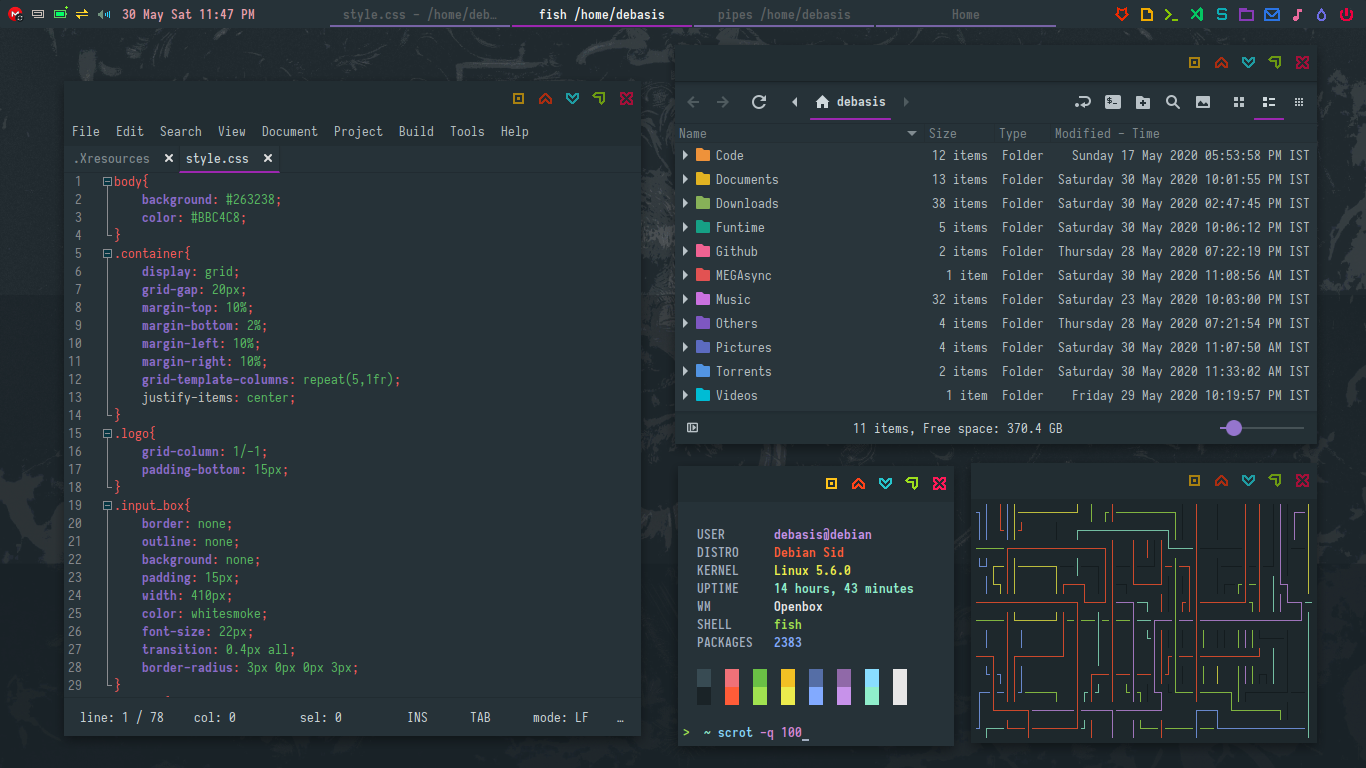 30 May Sat 11:47 PM
style.css - /home/deb…
fish /home/debasis
pipes /home/debasis
Home
File Edit Search View Document Project Build Tools Help
.Xresources
style.css
1 body{
2 background: #263238;
3 color: #BBC4C8;
4 }
5 .container{
6 display: grid;
7 grid-gap: 20px;
8 margin-top: 10%;
9 margin-bottom: 2%;
10 margin-left: 10%;
11 margin-right: 10%;
12 grid-template-columns: repeat(5,1fr);
13 justify-items: center;
14 }
15 .logo{
16 grid-column: 1/-1;
17 padding-bottom: 15px;
18 }
19 .input_box{
20 border: none;
21 outline: none;
22 background: none;
23 padding: 15px;
24 width: 410px;
25 color: whitesmoke;
26 font-size: 22px;
27 transition: 0.4px all;
28 border-radius: 3px 0px 0px 3px;
29 }
line: 1 / 78 col: 0 sel: 0 INS TAB mode: LF …
debasis
Name Size Type Modified - Time
Code 12 items Folder Sunday 17 May 2020 05:53:58 PM IST
Documents 13 items Folder Saturday 30 May 2020 10:01:55 PM IST
Downloads 38 items Folder Saturday 30 May 2020 02:47:45 PM IST
Funtime 5 items Folder Saturday 30 May 2020 10:06:12 PM IST
Github 2 items Folder Thursday 28 May 2020 07:22:19 PM IST
MEGAsync 1 item Folder Saturday 30 May 2020 11:08:56 AM IST
Music 32 items Folder Saturday 23 May 2020 10:03:00 PM IST
Others 4 items Folder Thursday 28 May 2020 07:21:54 PM IST
Pictures 4 items Folder Saturday 30 May 2020 11:07:50 AM IST
Torrents 2 items Folder Saturday 30 May 2020 11:33:02 AM IST
Videos 1 item Folder Friday 29 May 2020 10:19:57 PM IST
11 items, Free space: 370.4 GB
USER debasis@debian
DISTRO Debian Sid
KERNEL Linux 5.6.0
UPTIME 14 hours, 43 minutes
WM Openbox
SHELL fish
PACKAGES 2383
> ~ scrot -q 100_